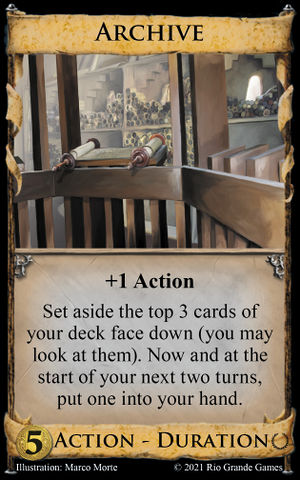 ARCHIVE
+1 Action
Set aside the top 3 cards of
your deck face down (you may
look at them). Now and at the
start of your next two turns,
put one into your hand.
5 ACTION - DURATION
Illustration: Marco Morte © 2021 Rio Grande Games